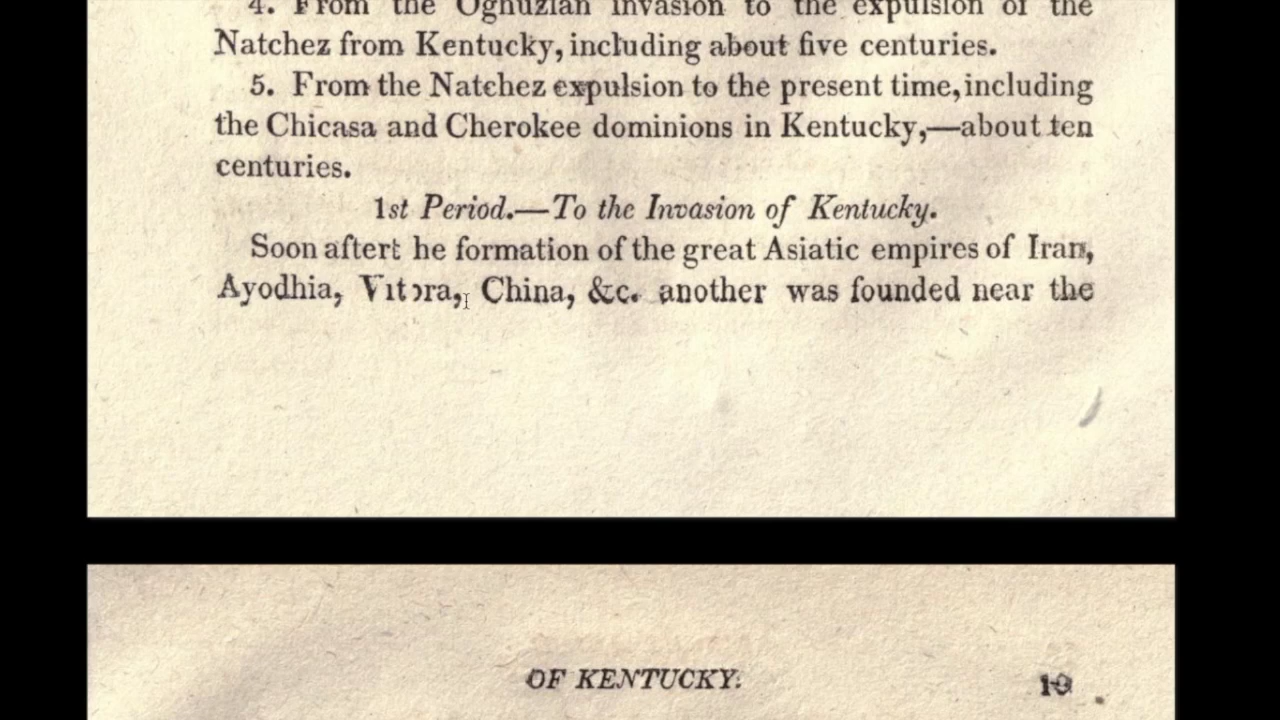 4. From the Oghuzian invasion to the expulsion of the
Natchez from Kentucky, including about five centuries.
5. From the Natchez expulsion to the present time, including
the Chicasa and Cherokee dominions in Kentucky,—about ten
centuries.
1st Period.—To the Invasion of Kentucky.
Soon aftert he formation of the great Asiatic empires of Iran,
Ayodhia, Vitora, China, &c. another was founded near the
OF KENTUCKY.